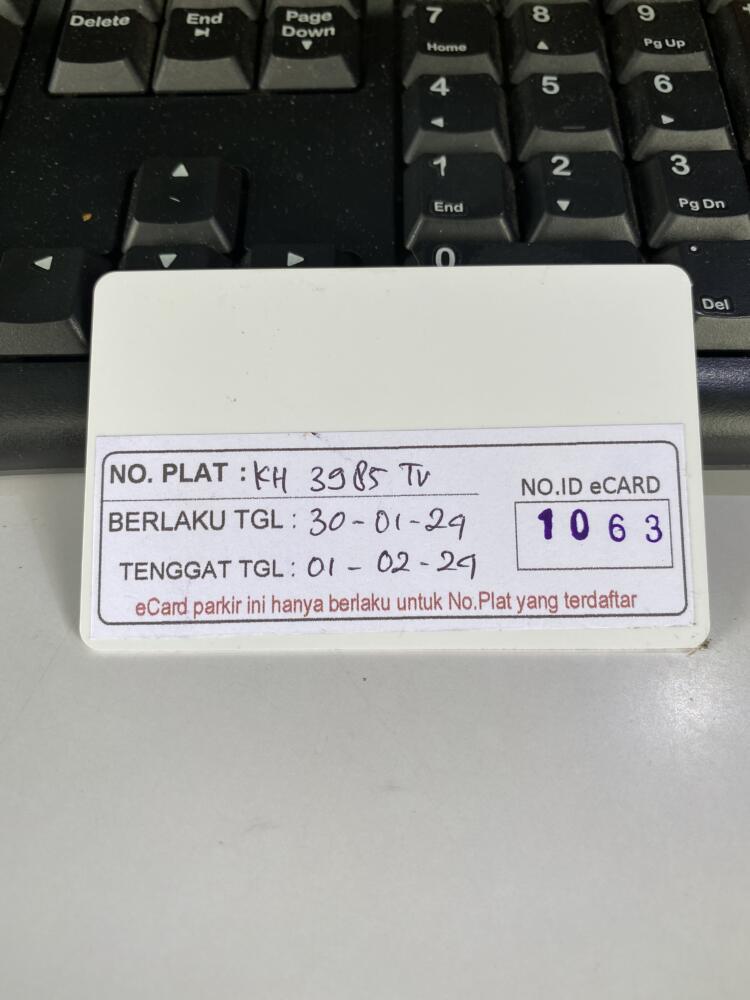 Delete
End
Page
Down
7
Home
8
9
Pg Up
4
5
6
1
End
2
3
Pg Dn
0
.
Del
NO. PLAT : KH 3985 TV
BERLAKU TGL : 30-01-24
TENGGAT TGL : 01-02-24
NO.ID eCARD
1063
eCard parkir ini hanya berlaku untuk No.Plat yang terdaftar